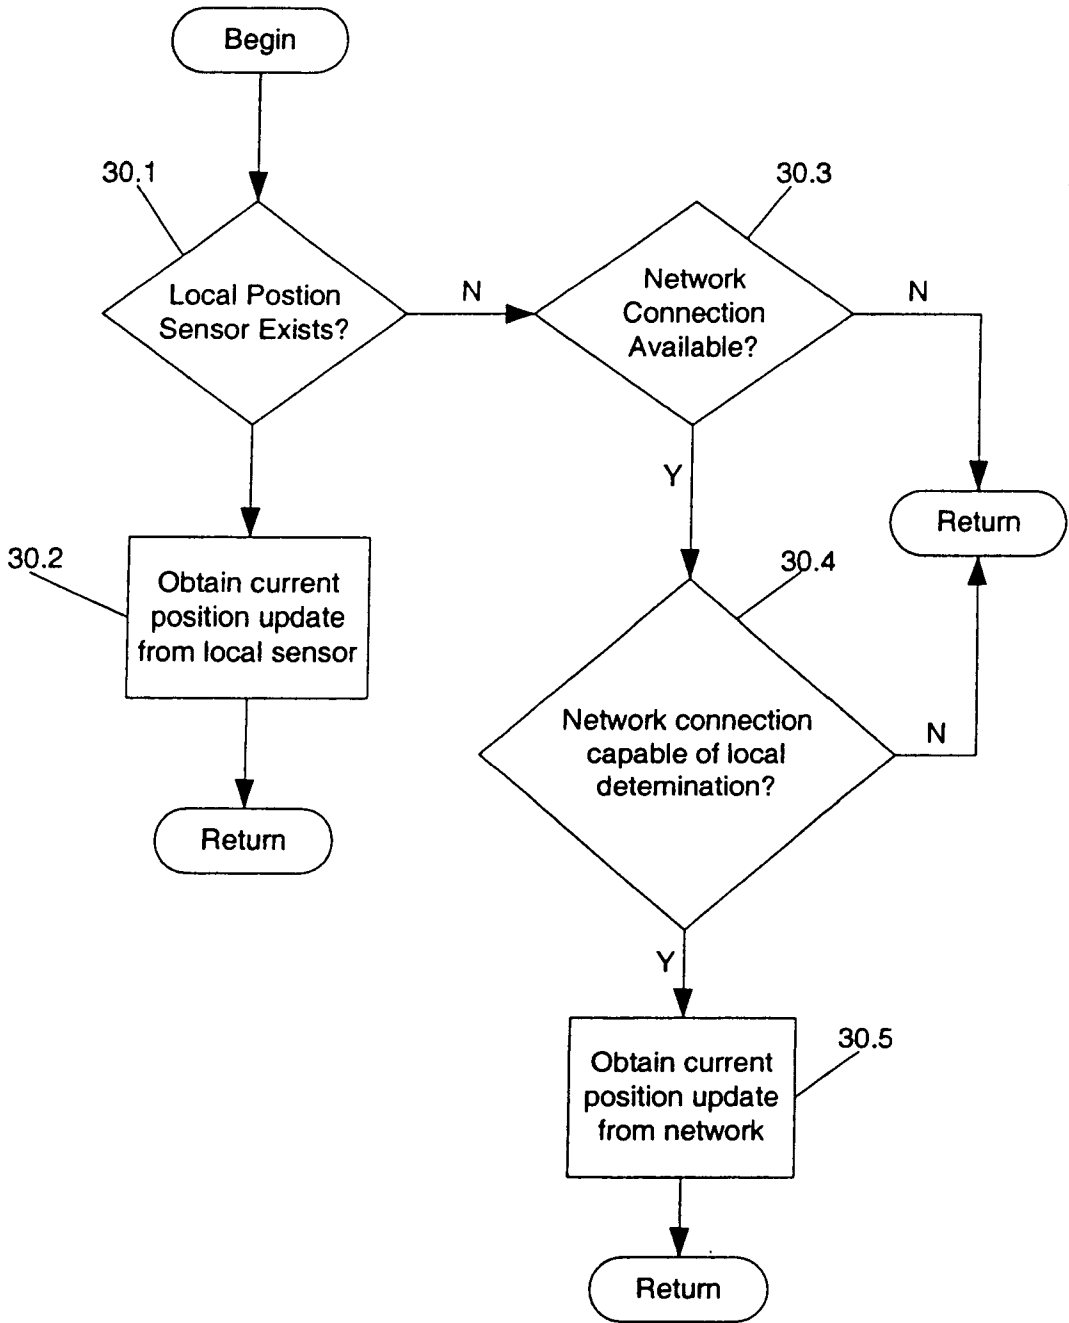 Begin
30.1
Local Postion
Sensor Exists?
N
30.3
Network
Connection
Available?
N
Return
Y
30.2
Obtain current
position update
from local sensor
Return
30.4
Network connection
capable of local
detemination?
N
Y
30.5
Obtain current
position update
from network
Return